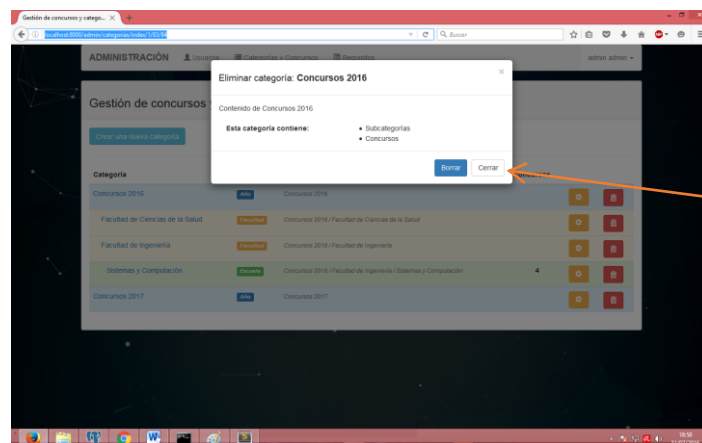 Gestión de concursos y catego...
localhost:8000/admin/categorias/index/1/83/84
Buscar
ADMINISTRACIÓN Usuarios Categorías y Concursos Requisitos admin admin
Eliminar categoría: Concursos 2016 ×
Gestión de concursos
Contenido de Concursos 2016
Esta categoría contiene:
• Subcategorías
• Concursos
Crear una nueva categoría
Borrar Cerrar
Categoría
Concursos 2016 Año Concursos 2016
Facultad de Ciencias de la Salud Facultad Concursos 2016 / Facultad de Ciencias de la Salud
Facultad de Ingeniería Facultad Concursos 2016 / Facultad de Ingeniería
Sistemas y Computación Escuela Concursos 2016 / Facultad de Ingeniería / Sistemas y Computación 4
Concursos 2017 Año Concursos 2017
18:58